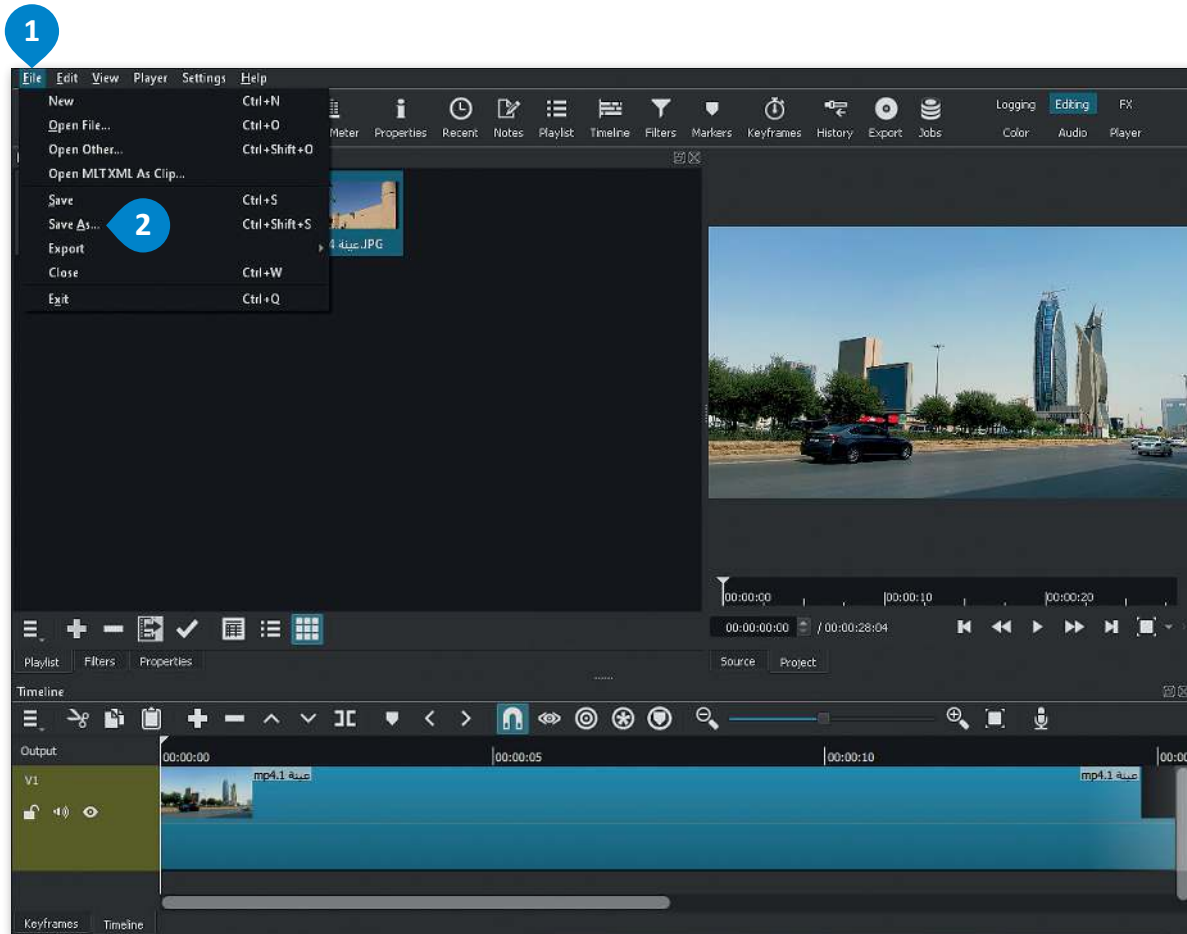 1
File Edit View Player Settings Help
New Ctrl+N
Open File... Ctrl+O
Open Other... Ctrl+Shift+O
Open MLT XML As Clip...
Save Ctrl+S
Save As... 2 Ctrl+Shift+S
Export
Close Ctrl+W
Exit Ctrl+Q
Meter Properties Recent Notes Playlist Timeline Filters Markers Keyframes History Export Jobs
Logging Editing FX
Color Audio Player
عينة 4.JPG
00:00:00 00:00:10 00:00:20
00:00:00:00 / 00:00:28:04
Playlist Filters Properties
Source Project
Timeline
Output 00:00:00 00:00:05 00:00:10
V1
عينة 1.mp4 عينة 1.mp4
Keyframes Timeline